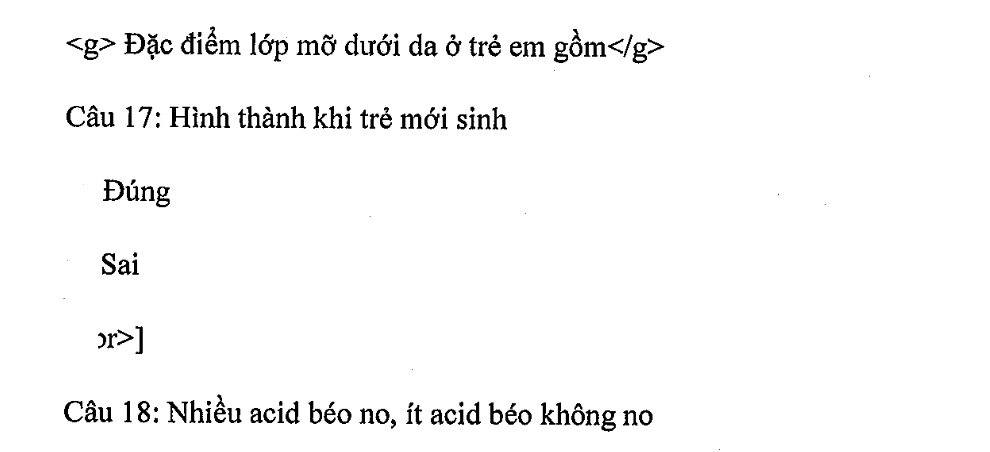 <g> Đặc điểm lớp mỡ dưới da ở trẻ em gồm</g>
Câu 17: Hình thành khi trẻ mới sinh
Đúng
Sai
or>]
Câu 18: Nhiều acid béo no, ít acid béo không no